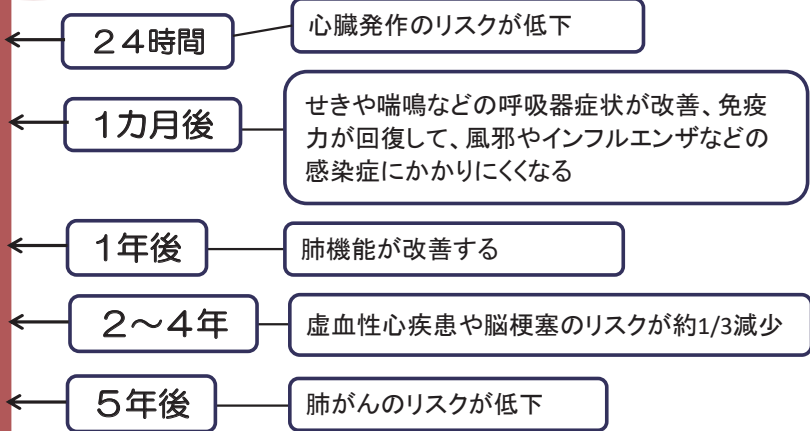 ２４時間
心臓発作のリスクが低下
１カ月後
せきや喘鳴などの呼吸器症状が改善、免疫
力が回復して、風邪やインフルエンザなどの
感染症にかかりにくくなる
１年後
肺機能が改善する
２～４年
虚血性心疾患や脳梗塞のリスクが約1/3減少
５年後
肺がんのリスクが低下